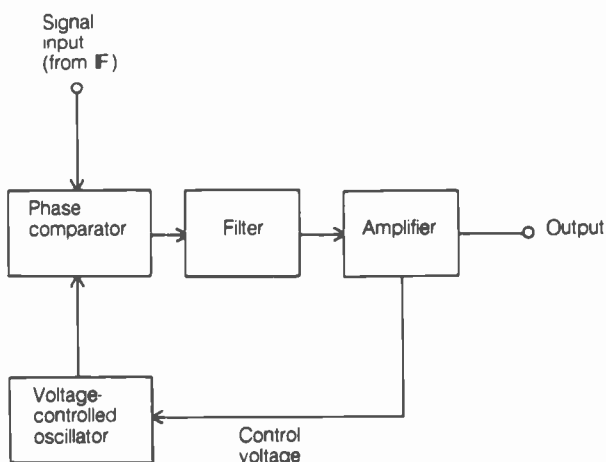 Signal
input
(from IF)
Phase
comparator
Filter
Amplifier
Output
Voltage-
controlled
oscillator
Control
voltage